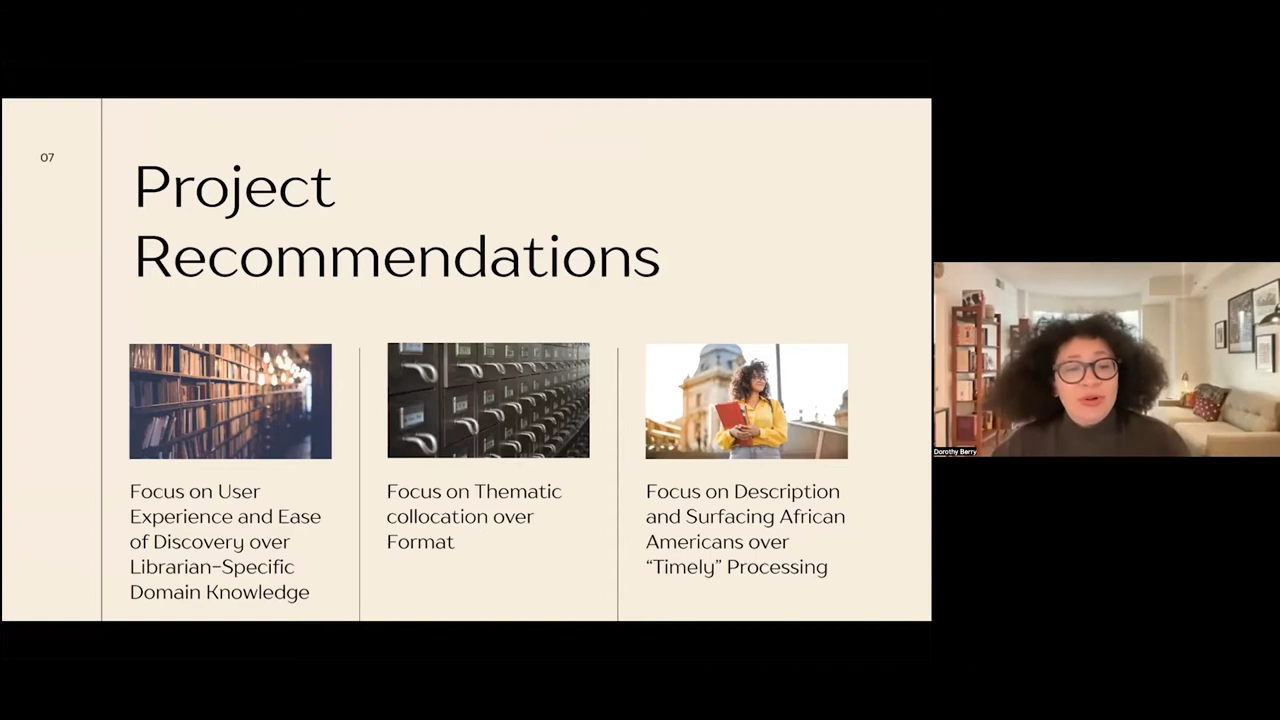 07
Project
Recommendations
Focus on User
Experience and Ease
of Discovery over
Librarian-Specific
Domain Knowledge
Focus on Thematic
collocation over
Format
Focus on Description
and Surfacing African
Americans over
“Timely” Processing
Dorothy Berry